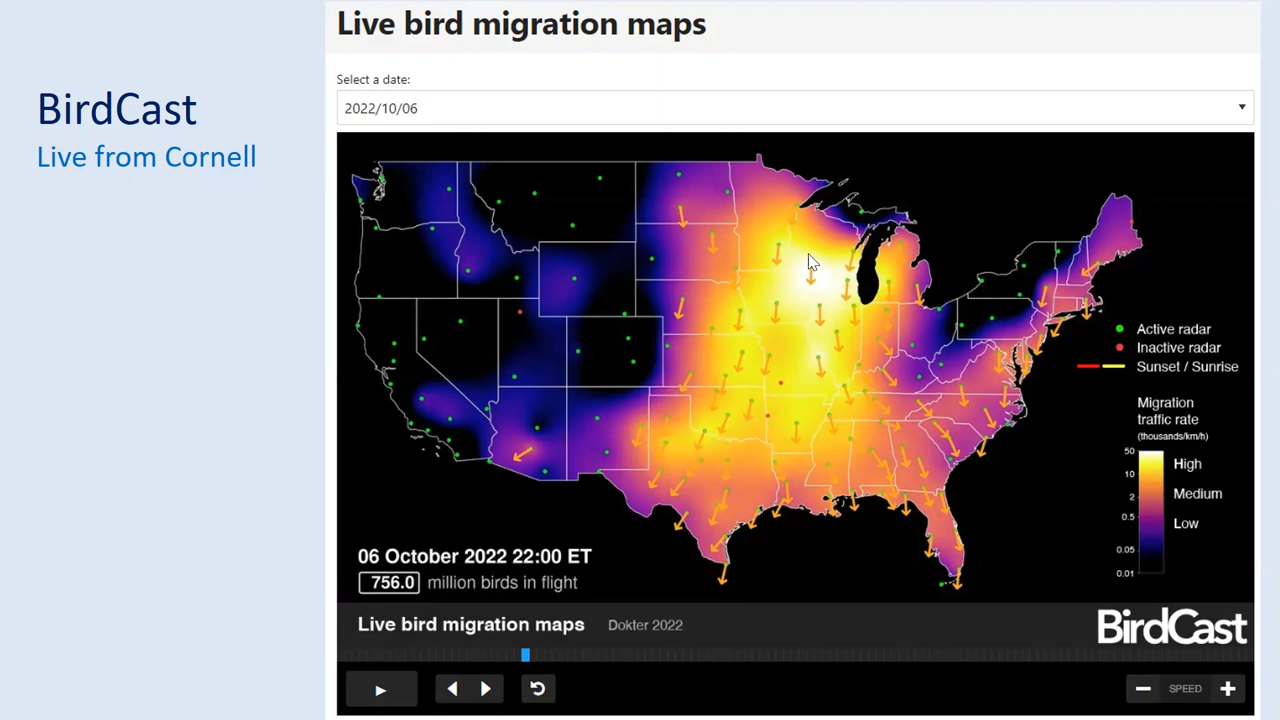 Live bird migration maps
Select a date:
2022/10/06
BirdCast
Live from Cornell
Active radar
Inactive radar
Sunset / Sunrise
Migration
traffic rate
(thousands/km/h)
50
High
10
2
Medium
0.5
Low
0.05
0.01
06 October 2022 22:00 ET
756.0 million birds in flight
Live bird migration maps Dokter 2022
BirdCast
SPEED